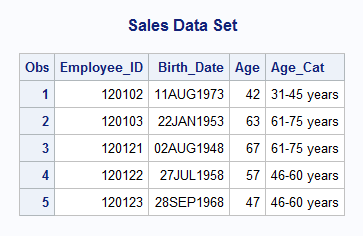 Sales Data Set
Obs Employee_ID Birth_Date Age Age_Cat
1 120102 11AUG1973 42 31-45 years
2 120103 22JAN1953 63 61-75 years
3 120121 02AUG1948 67 61-75 years
4 120122 27JUL1958 57 46-60 years
5 120123 28SEP1968 47 46-60 years